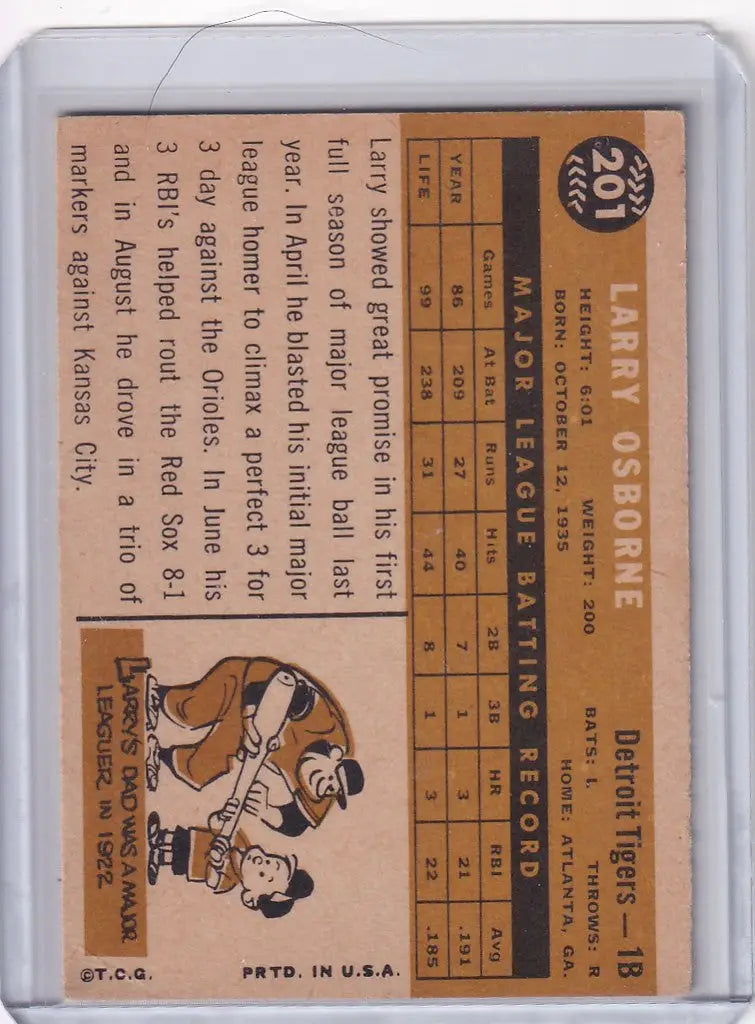 201
LARRY OSBORNE
Detroit Tigers — 1B
HEIGHT: 6:01 WEIGHT: 200 BATS: L THROWS: R
BORN: OCTOBER 12, 1935 HOME: ATLANTA, GA.
MAJOR LEAGUE BATTING RECORD
Games At Bat Runs Hits 2B 3B HR RBI Avg
YEAR 86 209 27 40 7 1 3 21 .191
LIFE 99 238 31 44 8 1 3 22 .185
Larry showed great promise in his first
full season of major league ball last
year. In April he blasted his initial major
league homer to climax a perfect 3 for
3 day against the Orioles. In June his
3 RBI's helped rout the Red Sox 8-1
and in August he drove in a trio of
markers against Kansas City.
LARRY'S DAD WAS A MAJOR
LEAGUER IN 1922
©T.C.G. PRTD. IN U.S.A.